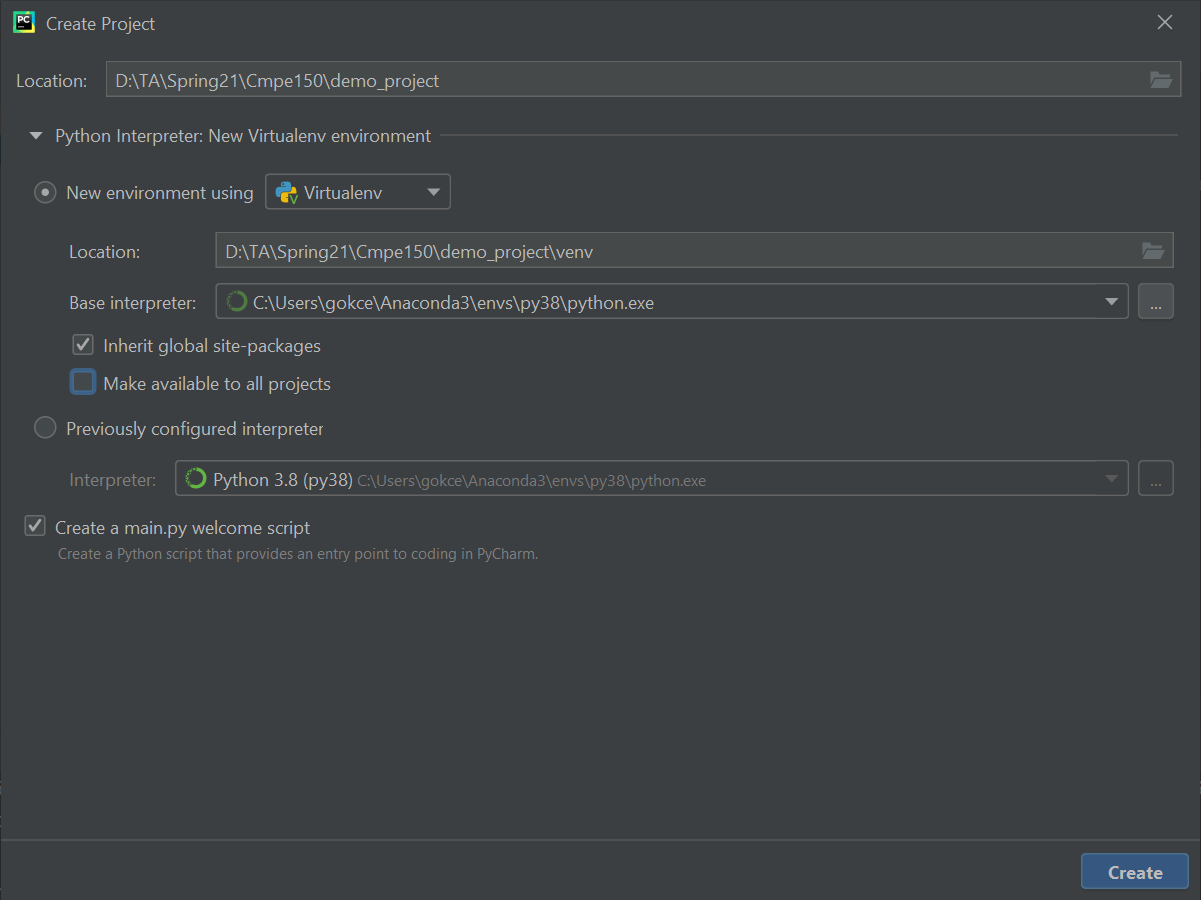 PC Create Project
Location: D:\TA\Spring21\Cmpe150\demo_project
Python Interpreter: New Virtualenv environment
New environment using V Virtualenv
Location: D:\TA\Spring21\Cmpe150\demo_project\venv
Base interpreter: C:\Users\gokce\Anaconda3\envs\py38\python.exe ...
Inherit global site-packages
Make available to all projects
Previously configured interpreter
Interpreter: Python 3.8 (py38) C:\Users\gokce\Anaconda3\envs\py38\python.exe ...
Create a main.py welcome script
Create a Python script that provides an entry point to coding in PyCharm.
Create